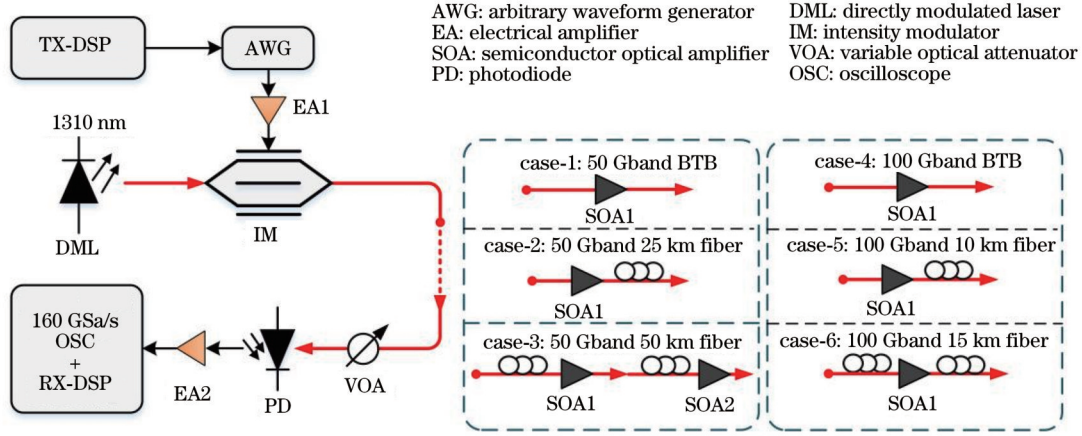 AWG: arbitrary waveform generator
EA: electrical amplifier
SOA: semiconductor optical amplifier
PD: photodiode
DML: directly modulated laser
IM: intensity modulator
VOA: variable optical attenuator
OSC: oscilloscope
TX-DSP
AWG
EA1
1310 nm
DML
IM
160 GSa/s
OSC
+
RX-DSP
EA2
PD
VOA
case-1: 50 Gband BTB
SOA1
case-2: 50 Gband 25 km fiber
SOA1
case-3: 50 Gband 50 km fiber
SOA1
SOA2
case-4: 100 Gband BTB
SOA1
case-5: 100 Gband 10 km fiber
SOA1
case-6: 100 Gband 15 km fiber
SOA1